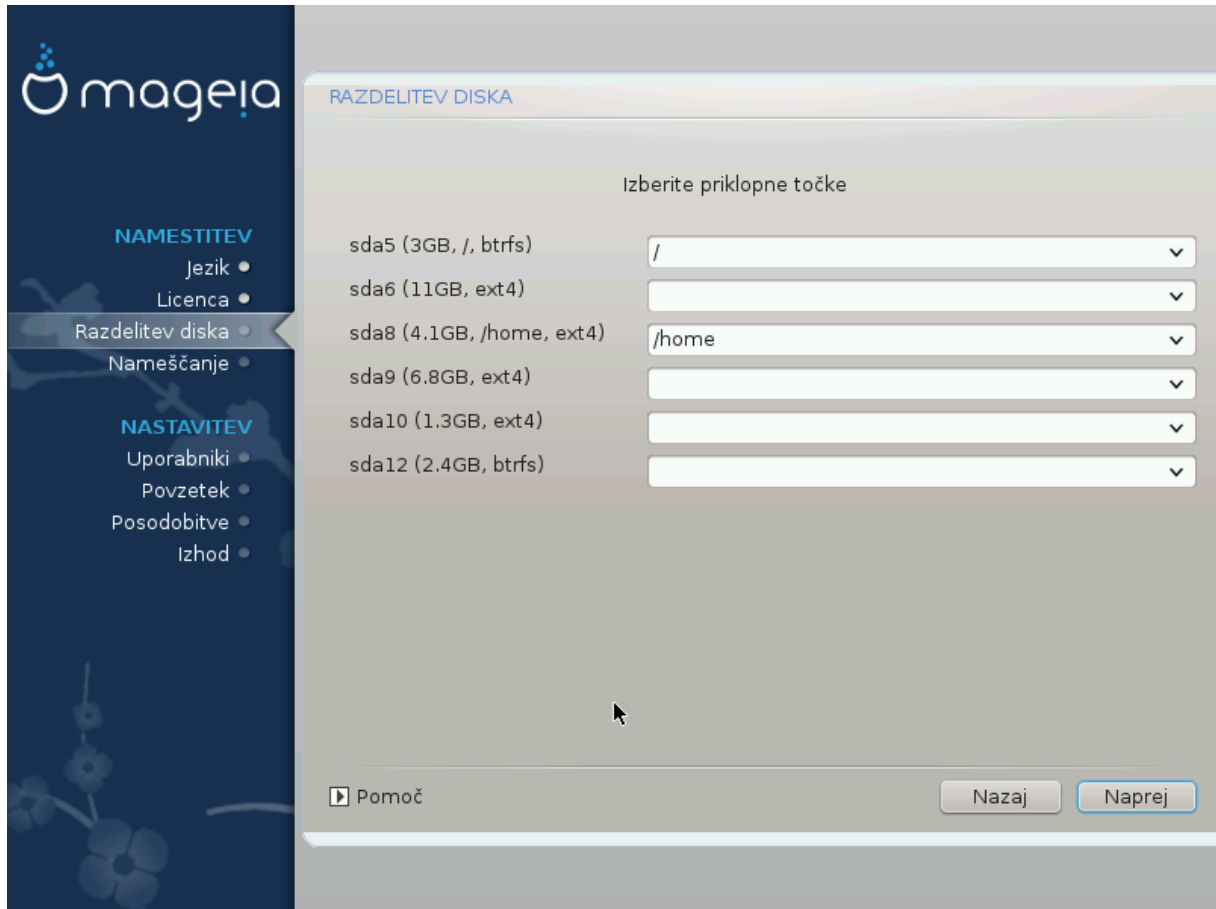 mageia
NAMESTITEV
Jezik
Licenca
Razdelitev diska
Nameščanje
NASTAVITEV
Uporabniki
Povzetek
Posodobitve
Izhod
RAZDELITEV DISKA
Izberite priklopne točke
sda5 (3GB, /, btrfs) /
sda6 (11GB, ext4)
sda8 (4.1GB, /home, ext4) /home
sda9 (6.8GB, ext4)
sda10 (1.3GB, ext4)
sda12 (2.4GB, btrfs)
Pomoč Nazaj Naprej